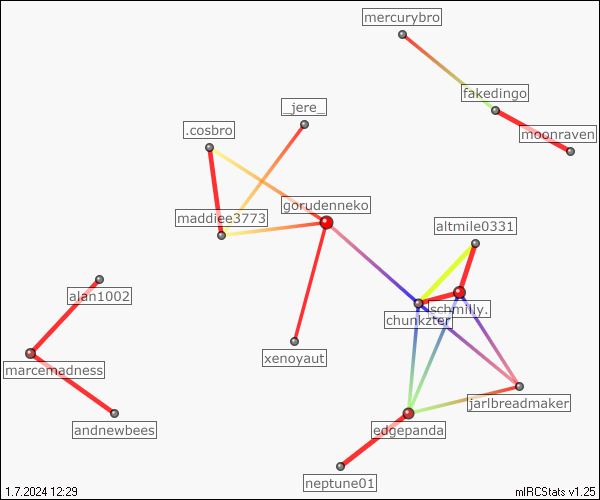 mercurybro
fakedingo
_jere_
.cosbro
moonraven
gorudenneko
maddiee3773
altmile0331
alan1002
schmilly.
chunkzter
xenoyaut
marcemadness
jarlbreadmaker
andnewbees
edgepanda
neptune01
1.7.2024 12:29
mIRCStats v1.25